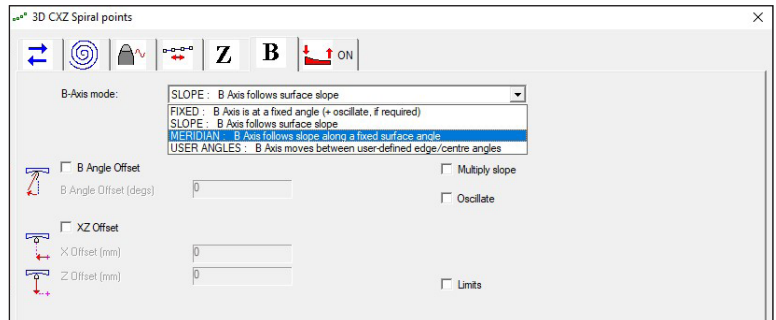 3D CXZ Spiral points
Z B ON
B-Axis mode: SLOPE : B Axis follows surface slope
FIXED : B Axis is at a fixed angle (+ oscillate, if required)
SLOPE : B Axis follows surface slope
MERIDIAN : B Axis follows slope along a fixed surface angle
USER ANGLES : B Axis moves between user-defined edge/centre angles
B Angle Offset
Multiply slope
B Angle Offset (degs) 0
Oscillate
XZ Offset
X Offset (mm) 0
Z Offset (mm) 0
Limits